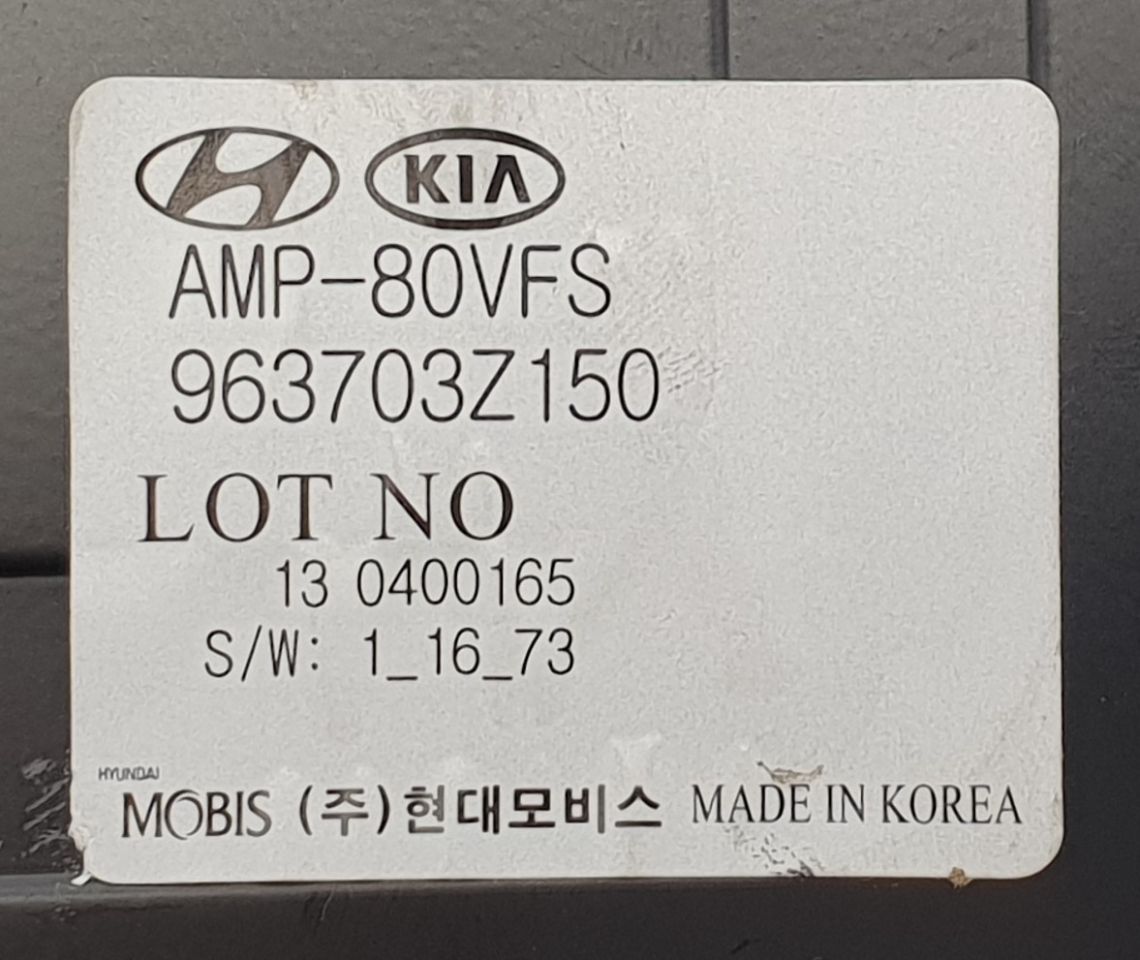 KIA
AMP-80VFS
963703Z150
LOT NO
13 0400165
S/W: 1_16_73
HYUNDAI
MOBIS (주)현대모비스 MADE IN KOREA